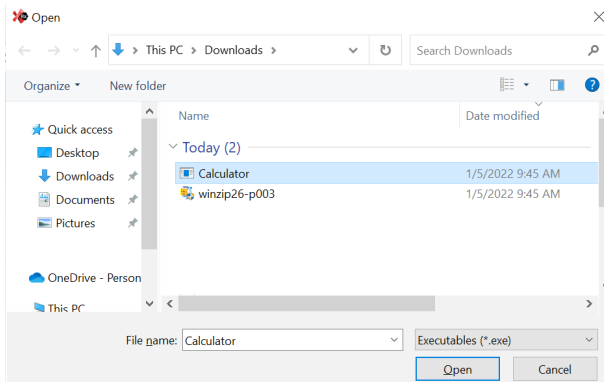 Open
This PC > Downloads >
Search Downloads
Organize
New folder
?
Name
Date modified
Quick access
Today (2)
Desktop
Calculator
1/5/2022 9:45 AM
Downloads
winzip26-p003
1/5/2022 9:45 AM
Documents
Pictures
OneDrive - Person
This PC
File name:
Calculator
Executables (*.exe)
Open
Cancel